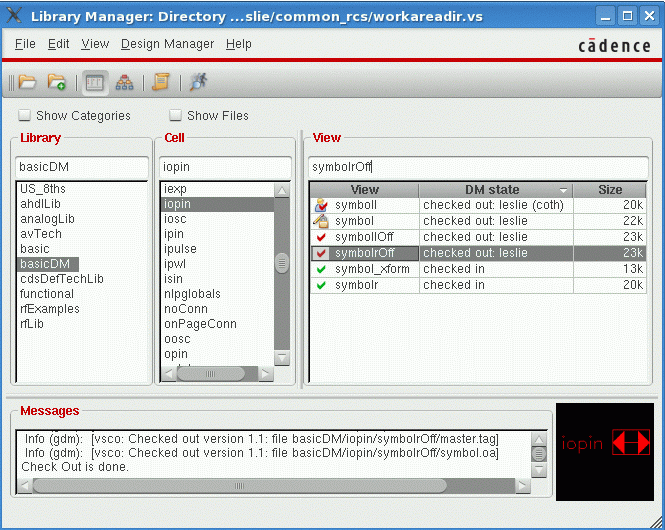 Library Manager: Directory ...slie/common_rcs/workareadir.vs
File Edit View Design Manager Help
cādence
Show Categories Show Files
Library
basicDM
US_8ths
ahdlLib
analogLib
avTech
basic
basicDM
cdsDefTechLib
functional
rfExamples
rfLib
Cell
iopin
iexp
iopin
iosc
ipin
ipulse
ipwl
isin
nlpglobals
noConn
onPageConn
oosc
opin
View
symbolrOff
View DM state Size
symboll checked out: leslie (coth) 20k
symbol checked out: leslie 22k
symbollOff checked out: leslie 23k
symbolrOff checked out: leslie 23k
symbol_xform checked in 13k
symbolr checked in 20k
Messages
Info (gdm): [vsco: Checked out version 1.1: file basicDM/iopin/symbolrOff/master.tag]
Info (gdm): [vsco: Checked out version 1.1: file basicDM/iopin/symbolrOff/symbol.oa]
Check Out is done.
iopin